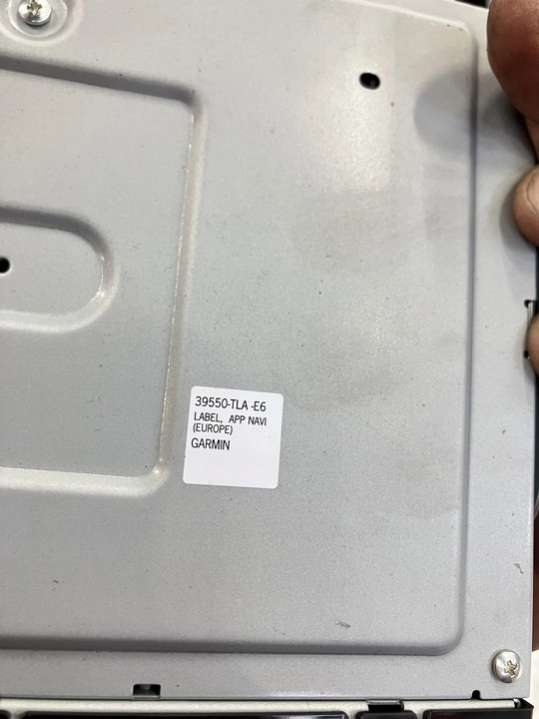 39550-TLA -E6
LABEL, APP NAVI
(EUROPE)
GARMIN